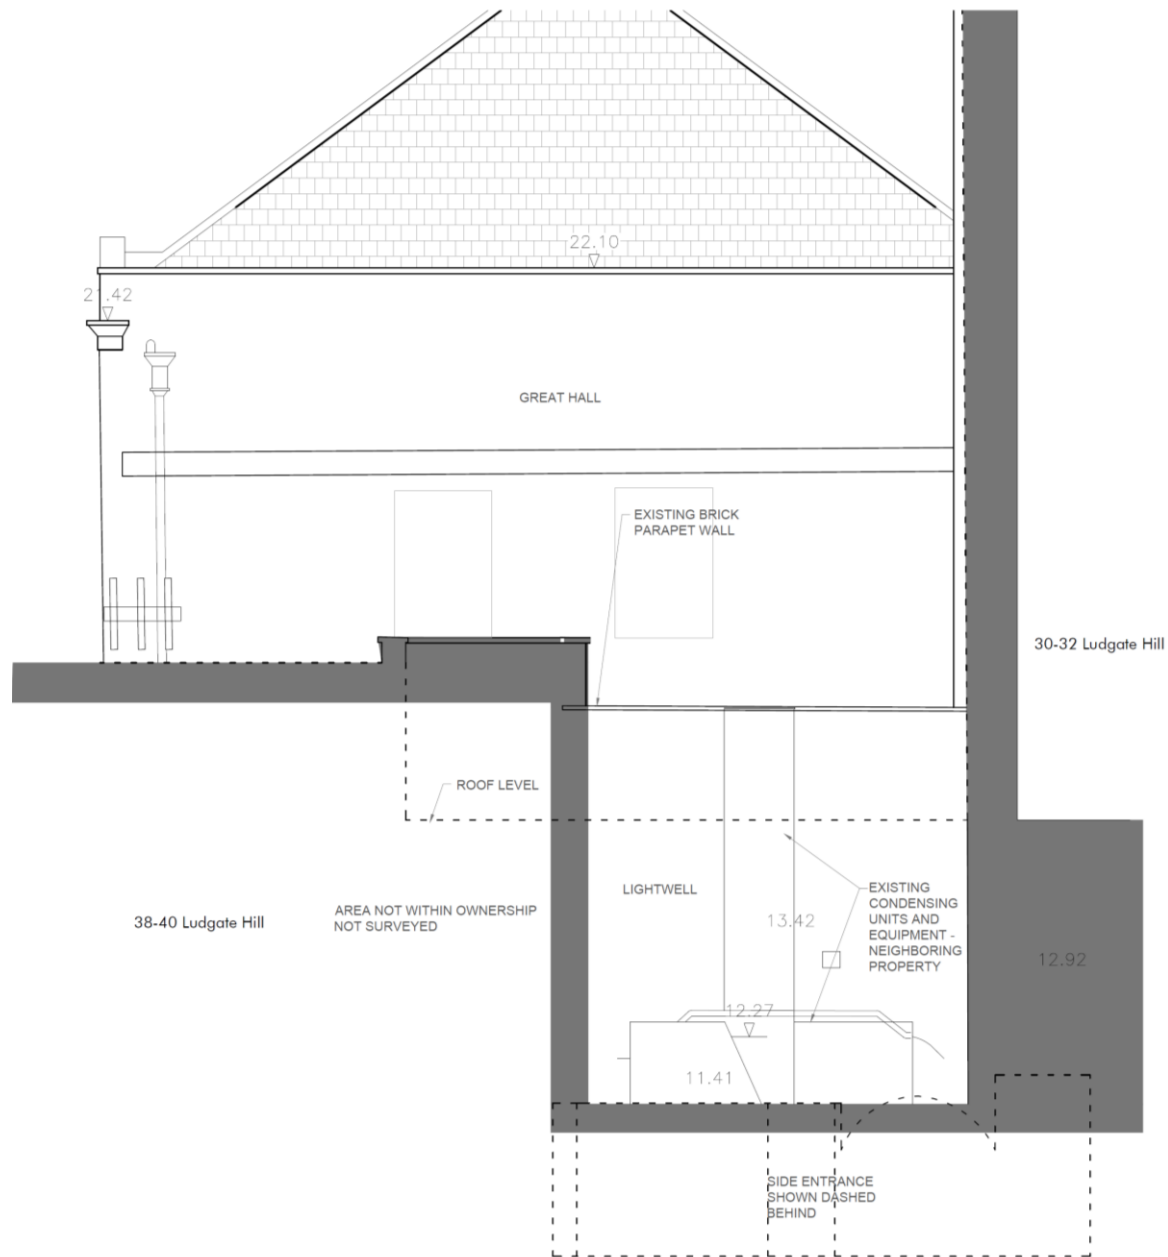 22.10
21.42
GREAT HALL
EXISTING BRICK
PARAPET WALL
30-32 Ludgate Hill
ROOF LEVEL
LIGHTWELL
EXISTING
CONDENSING
UNITS AND
EQUIPMENT -
NEIGHBORING
PROPERTY
AREA NOT WITHIN OWNERSHIP
NOT SURVEYED
38-40 Ludgate Hill
13.42
12.92
12.27
11.41
SIDE ENTRANCE
SHOWN DASHED
BEHIND